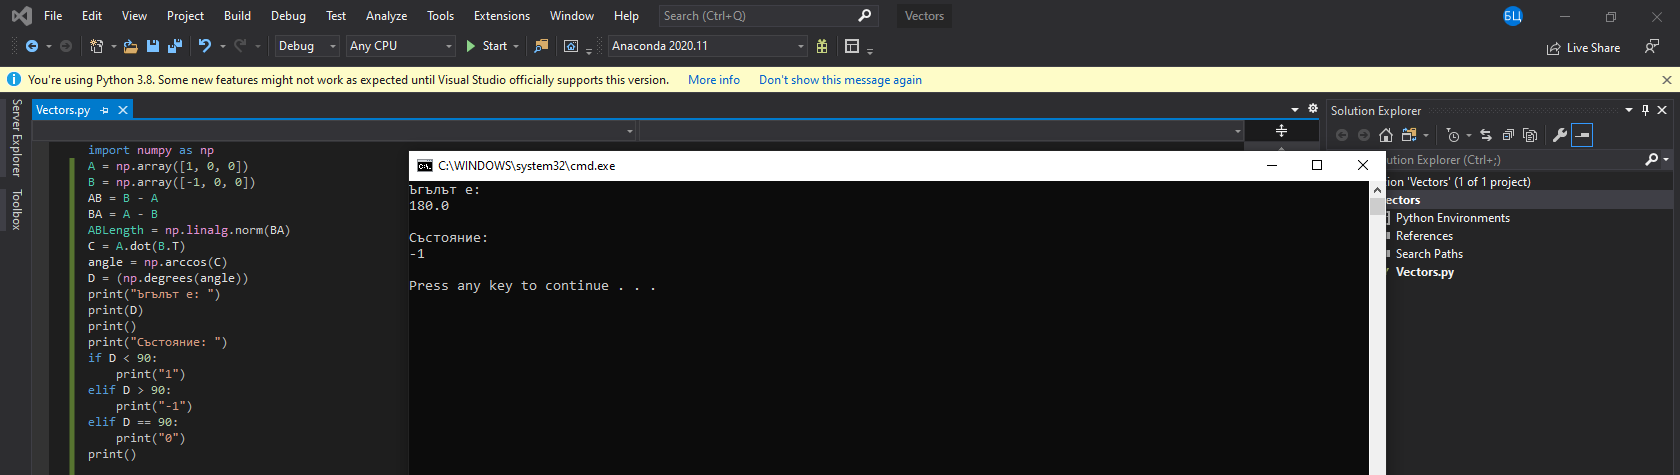 File Edit View Project Build Debug Test Analyze Tools Extensions Window Help Search (Ctrl+Q) Vectors БЦ
Debug Any CPU Start Anaconda 2020.11 Live Share
You're using Python 3.8. Some new features might not work as expected until Visual Studio officially supports this version. More info Don't show this message again
Server Explorer
Toolbox
Vectors.py
import numpy as np
A = np.array([1, 0, 0])
B = np.array([-1, 0, 0])
AB = B - A
BA = A - B
ABLength = np.linalg.norm(BA)
C = A.dot(B.T)
angle = np.arccos(C)
D = (np.degrees(angle))
print("Ъгълът е: ")
print(D)
print()
print("Състояние: ")
if D < 90:
print("1")
elif D > 90:
print("-1")
elif D == 90:
print("0")
print()
C:\WINDOWS\system32\cmd.exe
Ъгълът е:
180.0
Състояние:
-1
Press any key to continue . . .
Solution Explorer
lution Explorer (Ctrl+;)
ion 'Vectors' (1 of 1 project)
ectors
Python Environments
References
Search Paths
Vectors.py